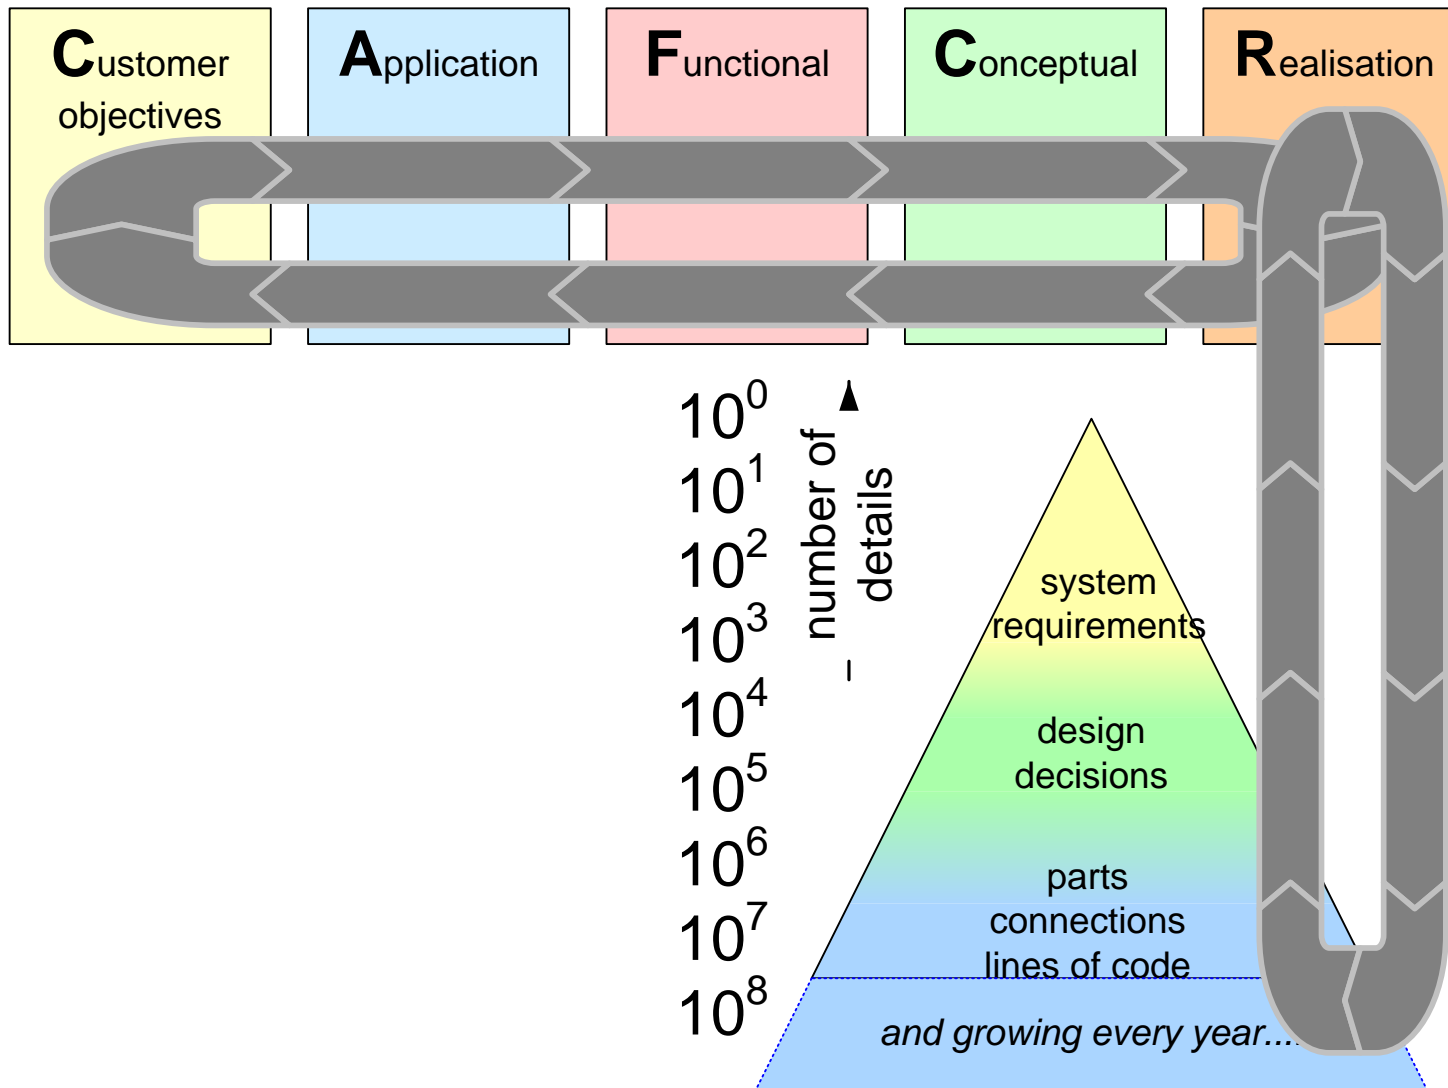 Customer
objectives
Application
Functional
Conceptual
Realisation
10^0
10^1
10^2
10^3
10^4
10^5
10^6
10^7
10^8
number of
details
system
requirements
design
decisions
parts
connections
lines of code
and growing every year....